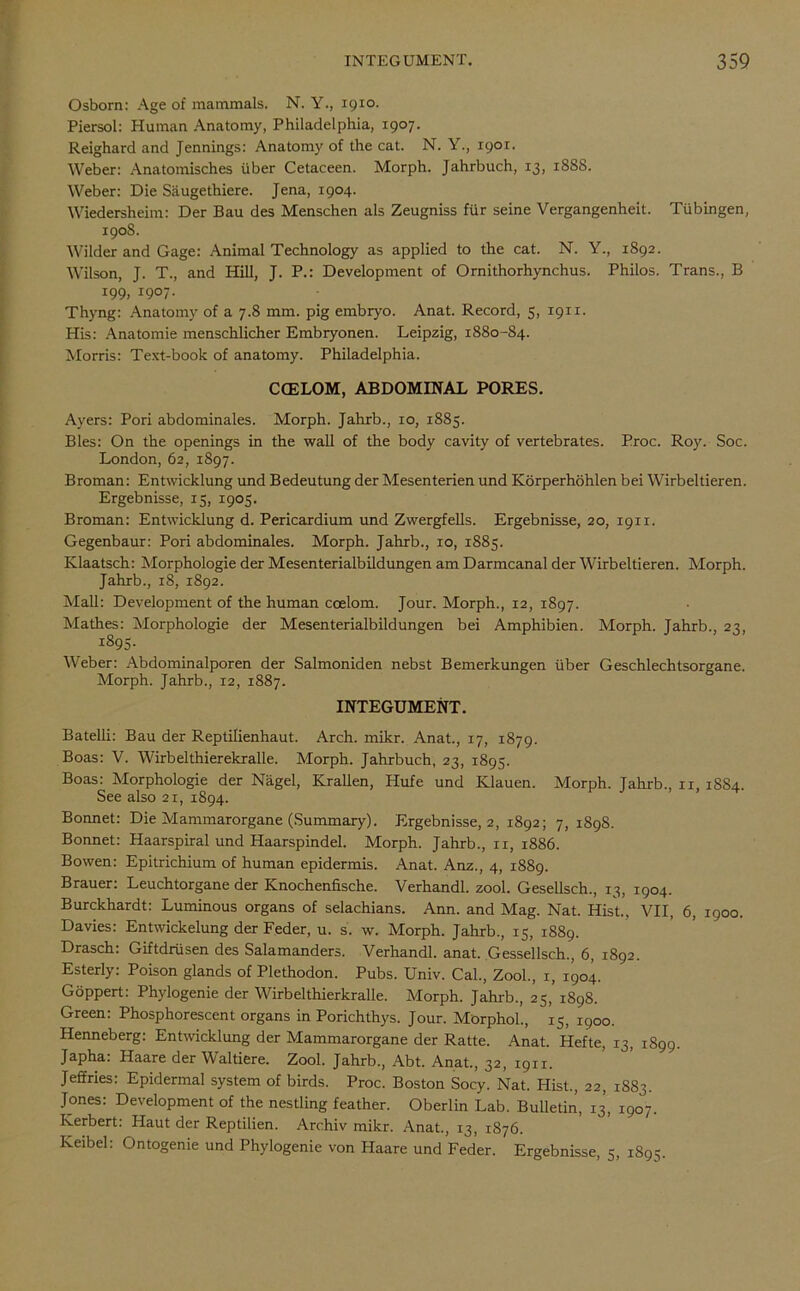 INTEGUMENT. 359
Osborn: Age of mammals. N. Y., 1910.
Piersol: Human Anatomy, Philadelphia, 1907.
Reighard and Jennings: Anatomy of the cat. N. Y., 1901.
Weber: Anatomisches über Cetaceen. Morph. Jahrbuch, 13, 1888.
Weber: Die Säugethiere. Jena, 1904.
Wiedersheim: Der Bau des Menschen als Zeugniss für seine Vergangenheit. Tübingen,
1908.
Wilder and Gage: Animal Technology as applied to the cat. N. Y., 1892.
Wilson, J. T., and Hill, J. P.: Development of Ornithorhynchus. Philos. Trans., B
199, 1907.
Thyng: Anatomy of a 7.8 mm. pig embryo. Anat. Record, 5, 1911.
His: Anatomie menschlicher Embryonen. Leipzig, 1880-84.
Morris: Text-book of anatomy. Philadelphia.
CŒLOM, ABDOMINAL PORES.
Ayers: Pori abdominales. Morph. Jahrb., 10, 1885.
Bles: On the openings in the wall of the body cavity of vertebrates. Proc. Roy. Soc.
London, 62, 1897.
Broman: Entwicklung und Bedeutung der Mesenterien und Körperhöhlen bei Wirbeltieren.
Ergebnisse, 15, 1905.
Broman: Entwicklung d. Pericardium und Zwergfells. Ergebnisse, 20, 1911.
Gegenbaur: Pori abdominales. Morph. Jahrb., 10, 1885.
Klaatsch: Morphologie der Mesenterialbildungen am Darmcanal der Wirbeltieren. Morph.
Jahrb., 18, 1892.
Mall: Development of the human cœlom. Jour. Morph., 12, 1897.
Mathes: Morphologie der Mesenterialbildungen bei Amphibien. Morph. Jahrb., 23,
1895.
Weber: Abdominalporen der Salmoniden nebst Bemerkungen über Geschlechtsorgane.
Morph. Jahrb., 12, 1887.
INTEGUMENT.
Batelli: Bau der Reptilienhaut. Arch. mikr. Anat., 17, 1879.
Boas: V. Wirbelthierekralle. Morph. Jahrbuch, 23, 1895.
Boas: Morphologie der Nägel, Krallen, Hufe und Klauen. Morph. Jahrb., 11, 1884.
See also 21, 1894.
Bonnet: Die Mammarorgane (Summary). Ergebnisse, 2, 1892; 7, 1898.
Bonnet: Haarspiral und Haarspindel. Morph. Jahrb., 11, 1886.
Bowen: Epitrichium of human epidermis. Anat. Anz., 4, 1889.
Brauer: Leuchtorgane der Knochenfische. Verhandl. zool. Gesellsch., 13, 1904.
Burckhardt: Luminous organs of selachians. Ann. and Mag. Nat. Hist., VII, 6, 1900.
Davies: Entwickelung der Feder, u. s. w. Morph. Jahrb., 15, 1889.
Drasch: Giftdrüsen des Salamanders. Verhandl. anat. Gessellsch., 6, 1892.
Esterly: Poison glands of Plethodon. Pubs. Univ. Cal., Zool., 1, 1904.
Göppert: Phylogenie der Wirbelthierkralle. Morph. Jahrb., 25, 1898.
Green: Phosphorescent organs in Porichthys. Jour. Morphol., 15, 1900.
Henneberg: Entwicklung der Mammarorgane der Ratte. Anat. Hefte, 13, 1899.
Japha: Haare der Waltiere. Zool. Jahrb., Abt. Anat., 32, 1911.
Jeffries: Epidermal system of birds. Proc. Boston Socy. Nat. Hist., 22, 1883.
Jones: Development of the nestling feather. Oberlin Lab. Bulletin, 13, 1907.
Kerbert: Haut der Reptilien. Archiv mikr. Anat., 13, 1876.
Keibel: Ontogenie und Phylogenie von Haare und Feder. Ergebnisse, 5, 1895.